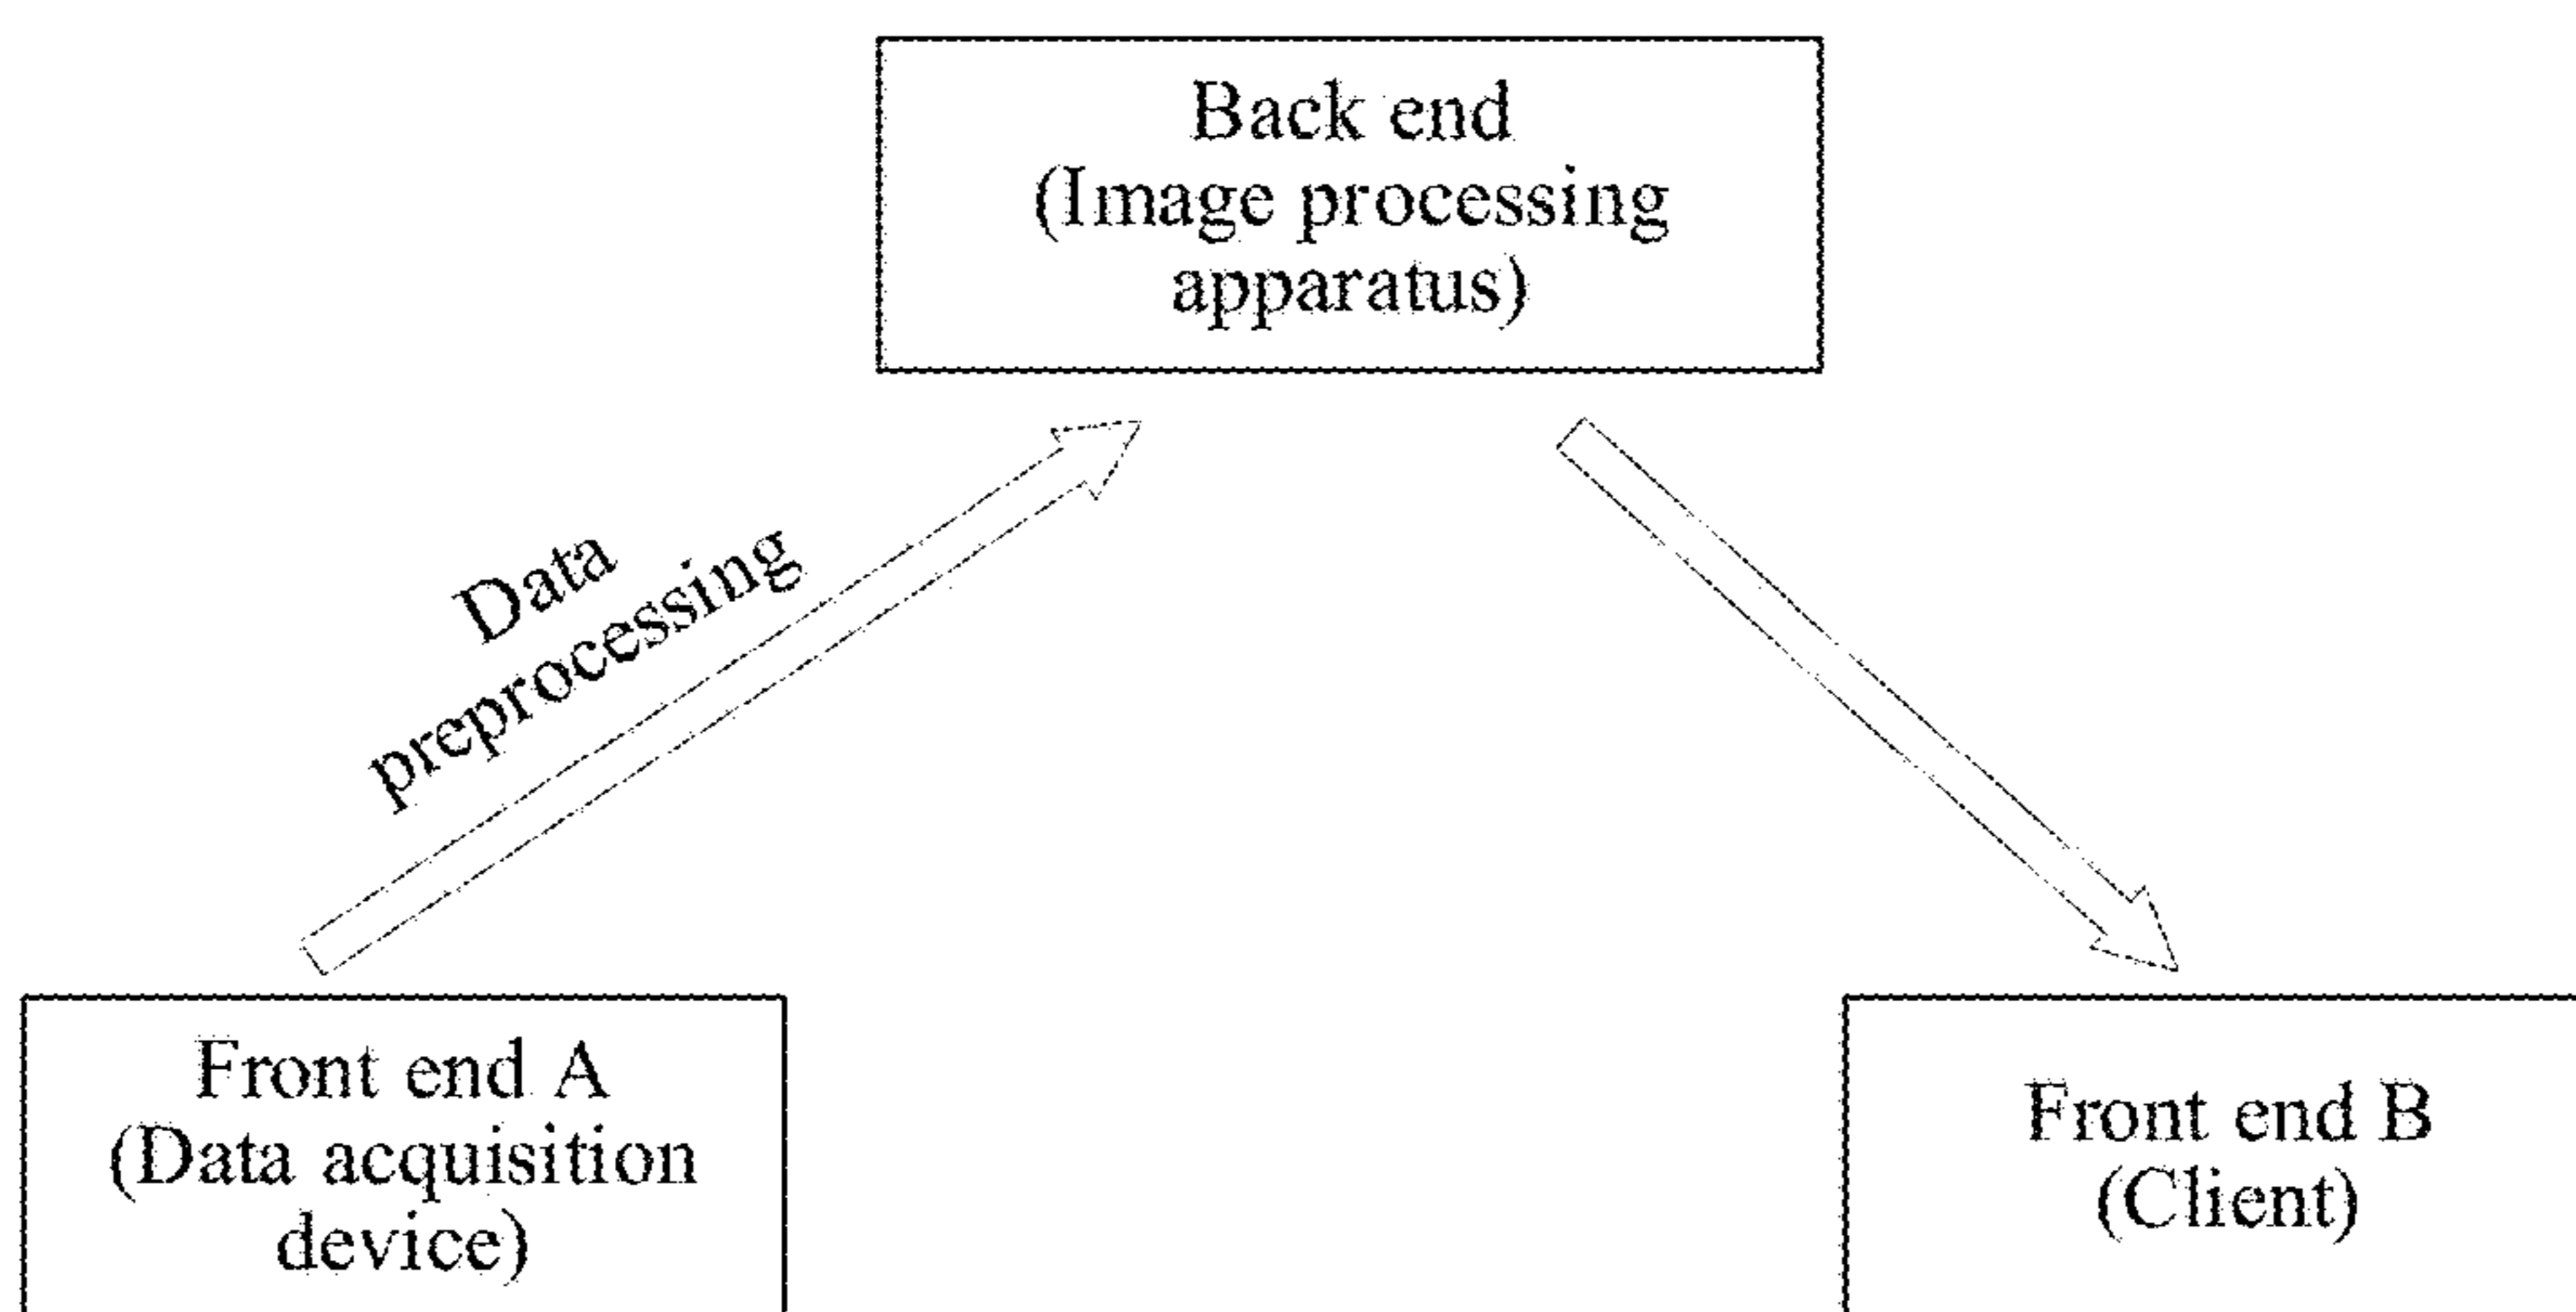 Back end
(Image processing
apparatus)
Data
preprocessing
Front end A
(Data acquisition
device)
Front end B
(Client)